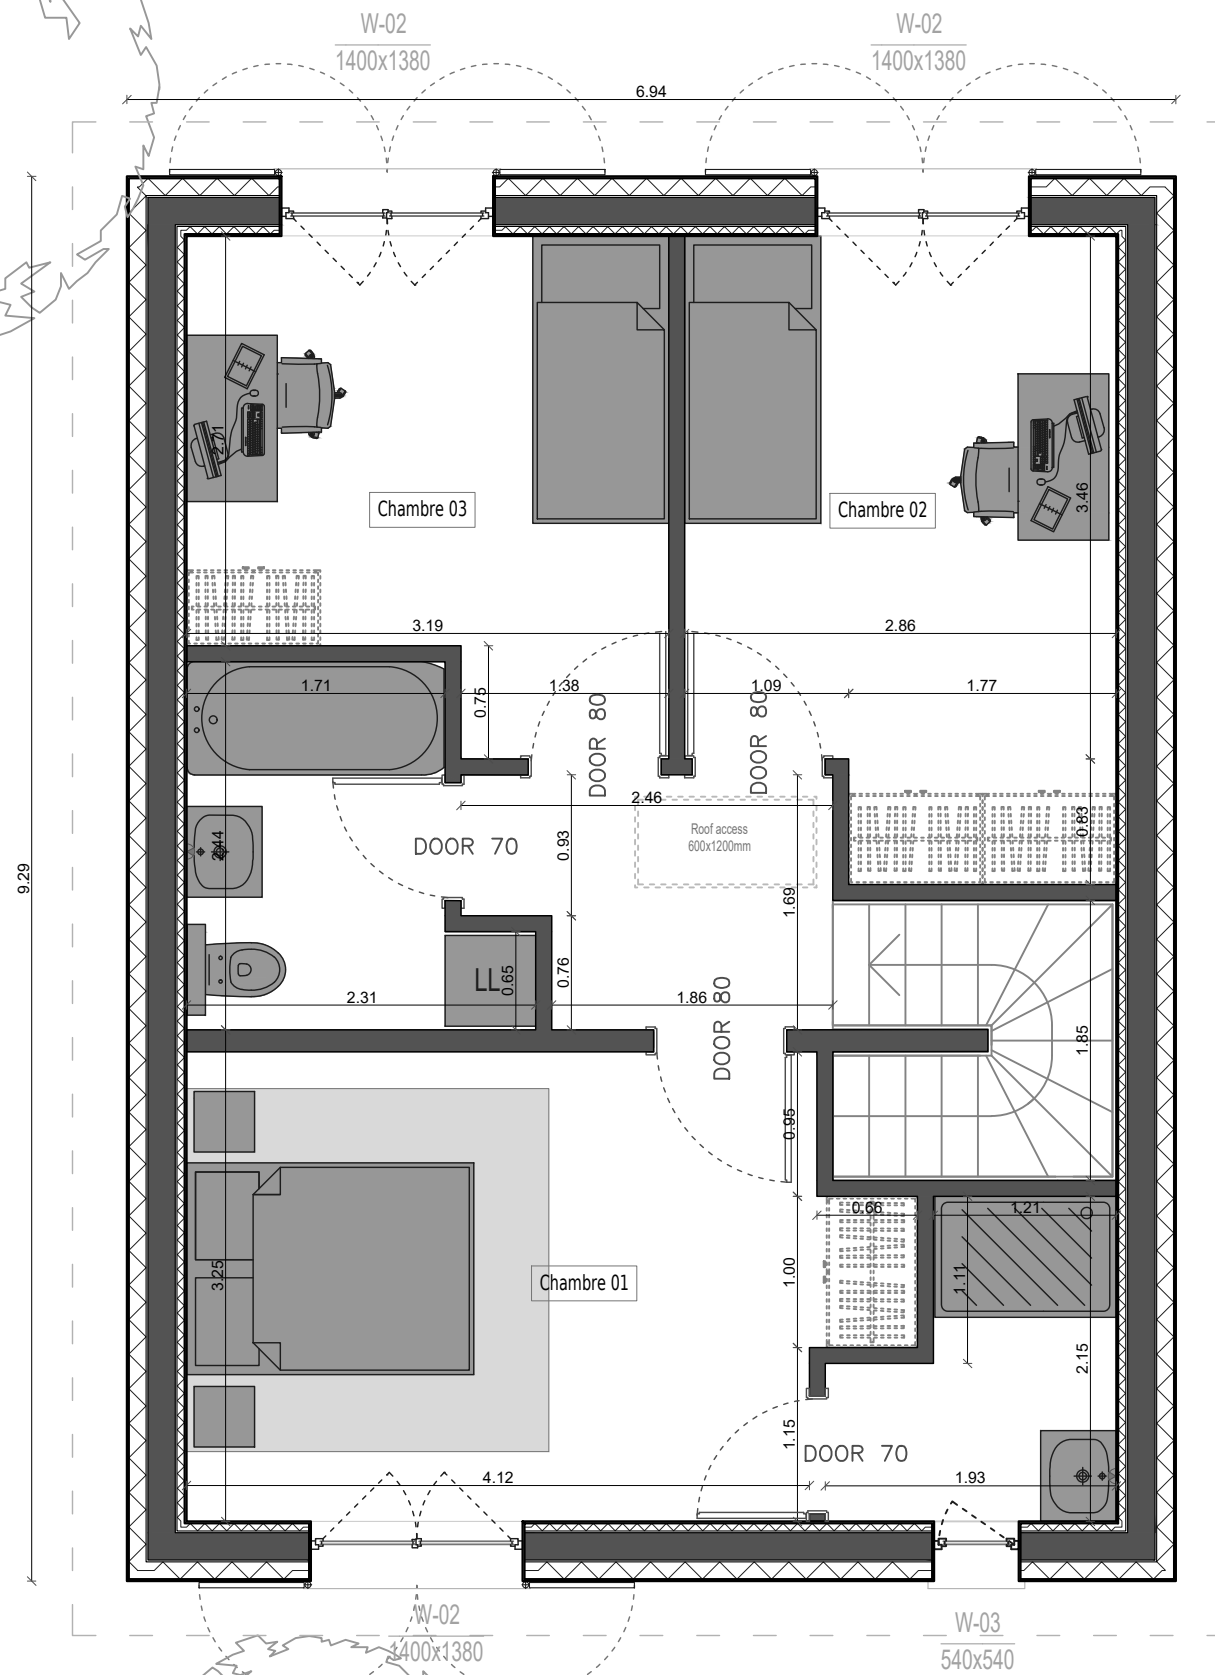 W-02
1400x1380
W-02
1400x1380
6.94
9.29
2.71
3.46
Chambre 03
Chambre 02
3.19
2.86
1.71
0.75
1.38
1.09
1.77
DOOR 80
DOOR 80
2.46
Roof access
600x1200mm
0.83
2.44
DOOR 70
0.93
1.69
LL
0.65
0.76
2.31
1.86
DOOR 80
1.85
0.95
0.66
1.21
3.25
Chambre 01
1.00
1.11
2.15
1.15
DOOR 70
4.12
1.93
W-02
1400x1380
W-03
540x540